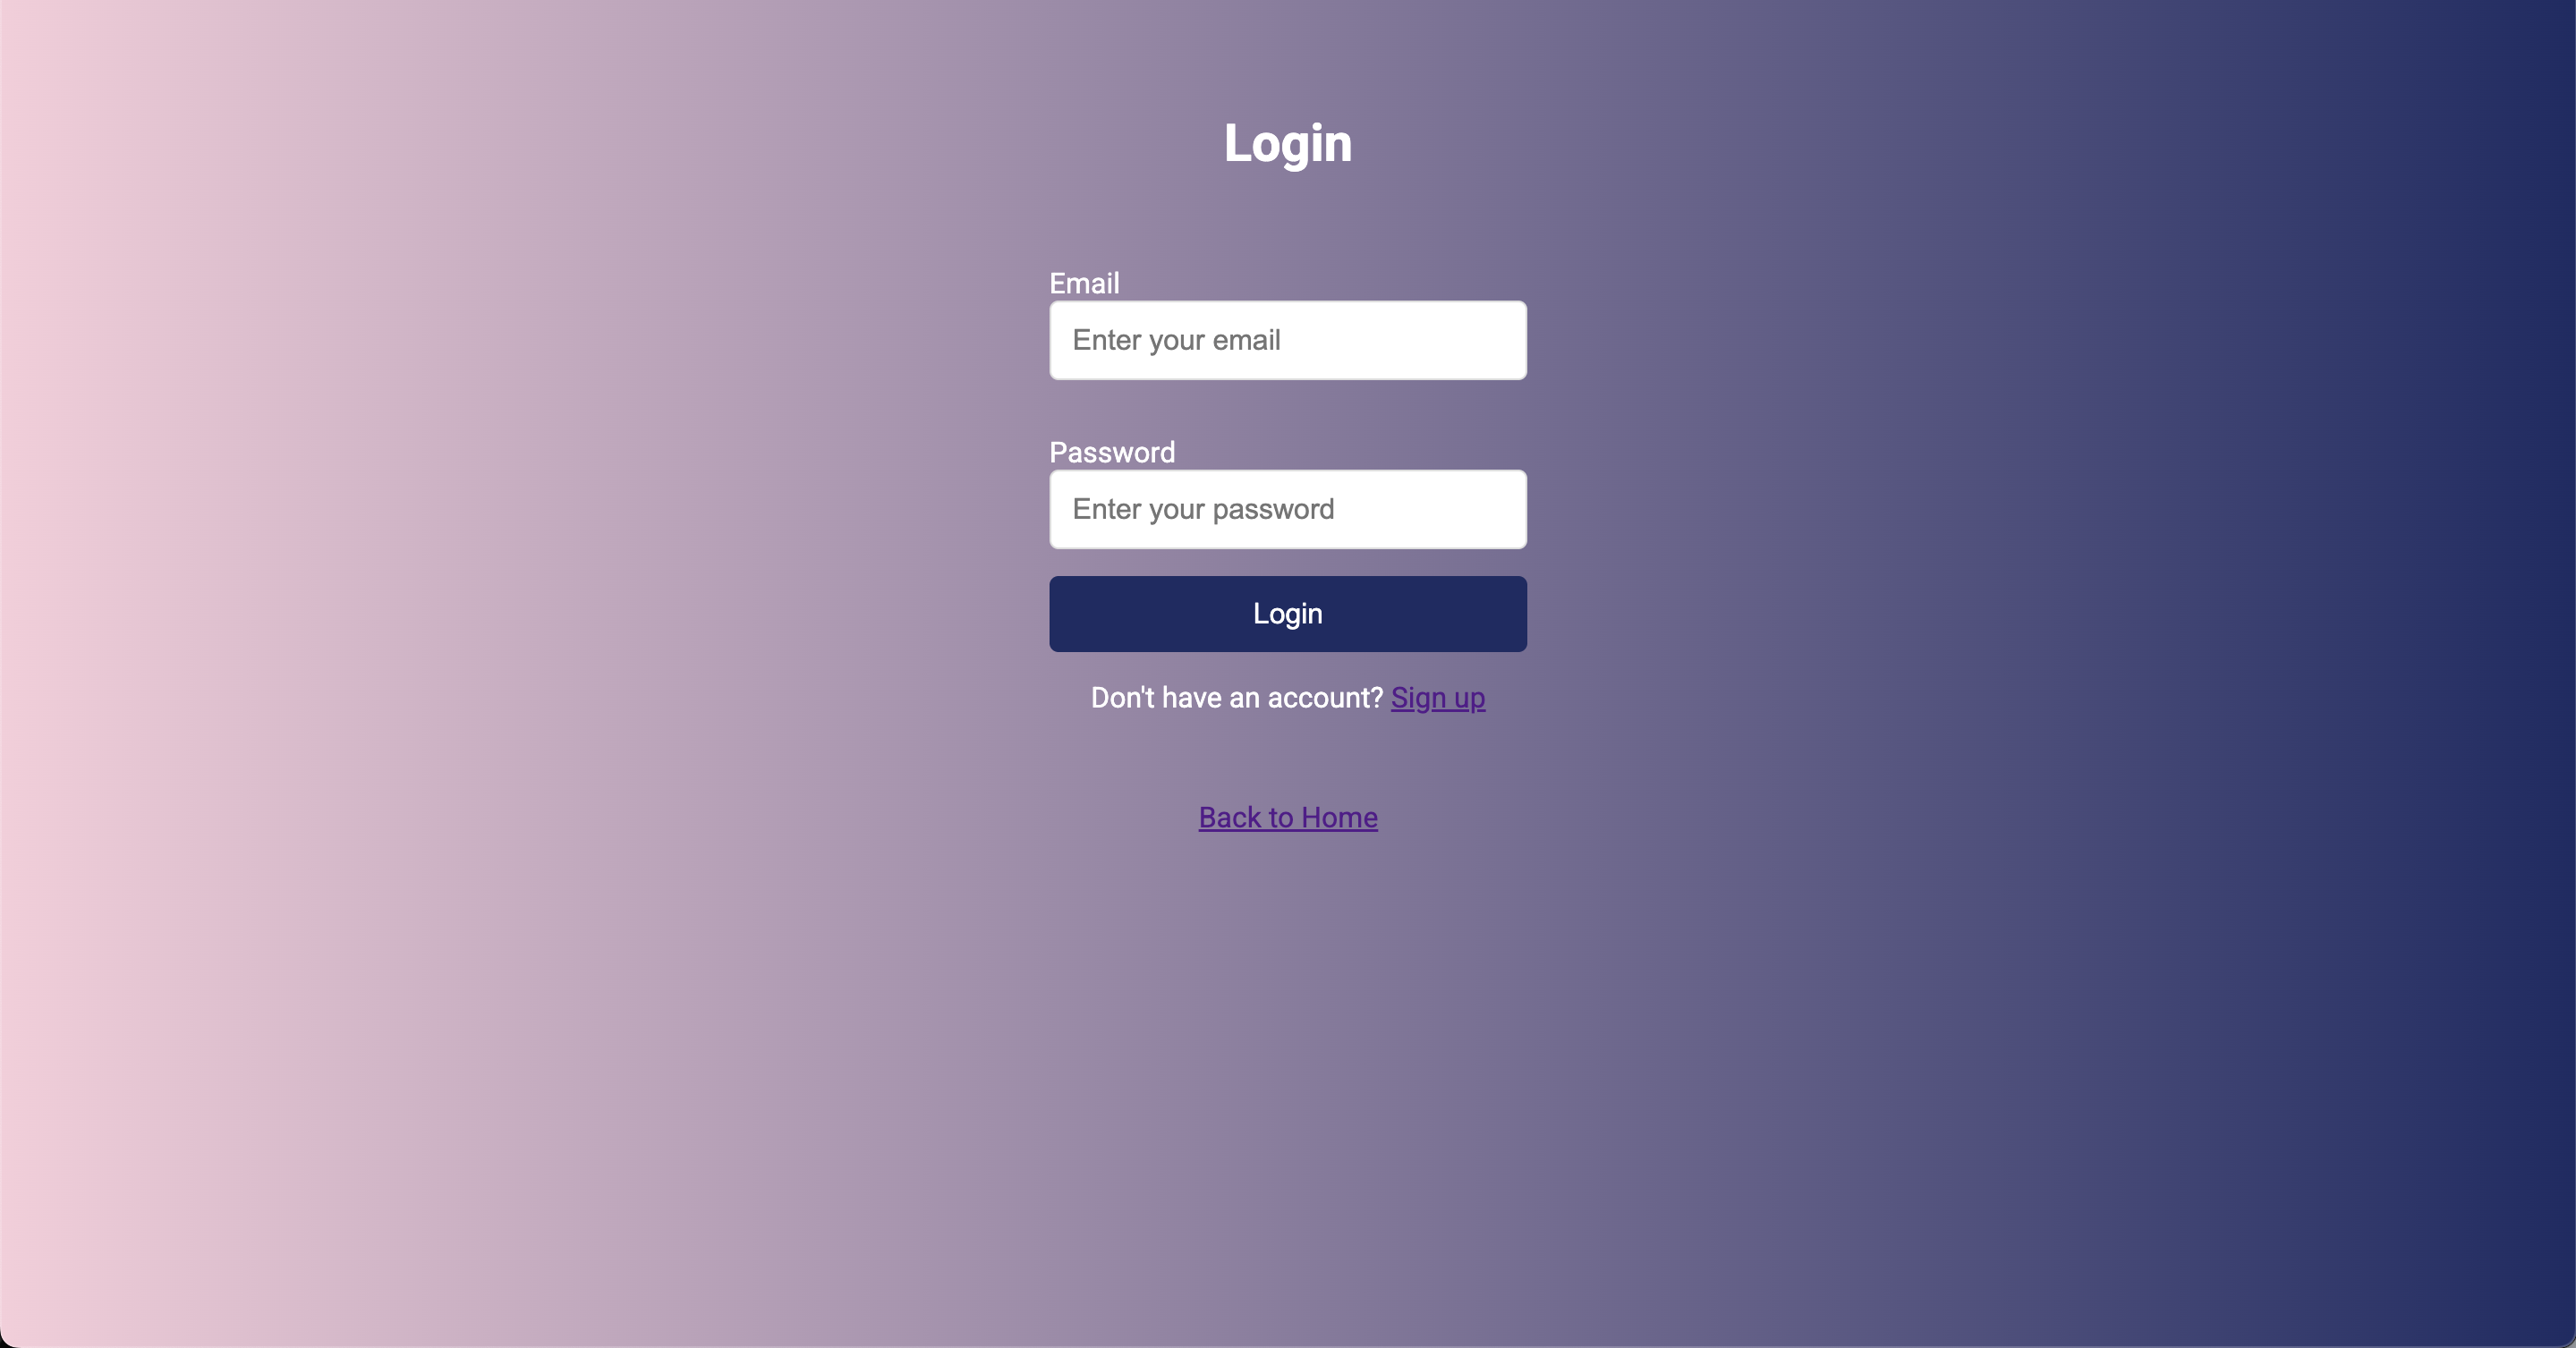 Login
Email
Enter your email
Password
Enter your password
Login
Don't have an account? Sign up
Back to Home